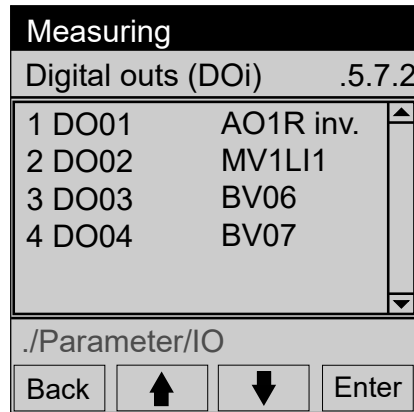 Measuring
Digital outs (DOi) .5.7.2
1 DO01 AO1R inv.
2 DO02 MV1LI1
3 DO03 BV06
4 DO04 BV07
./Parameter/IO
Back Enter